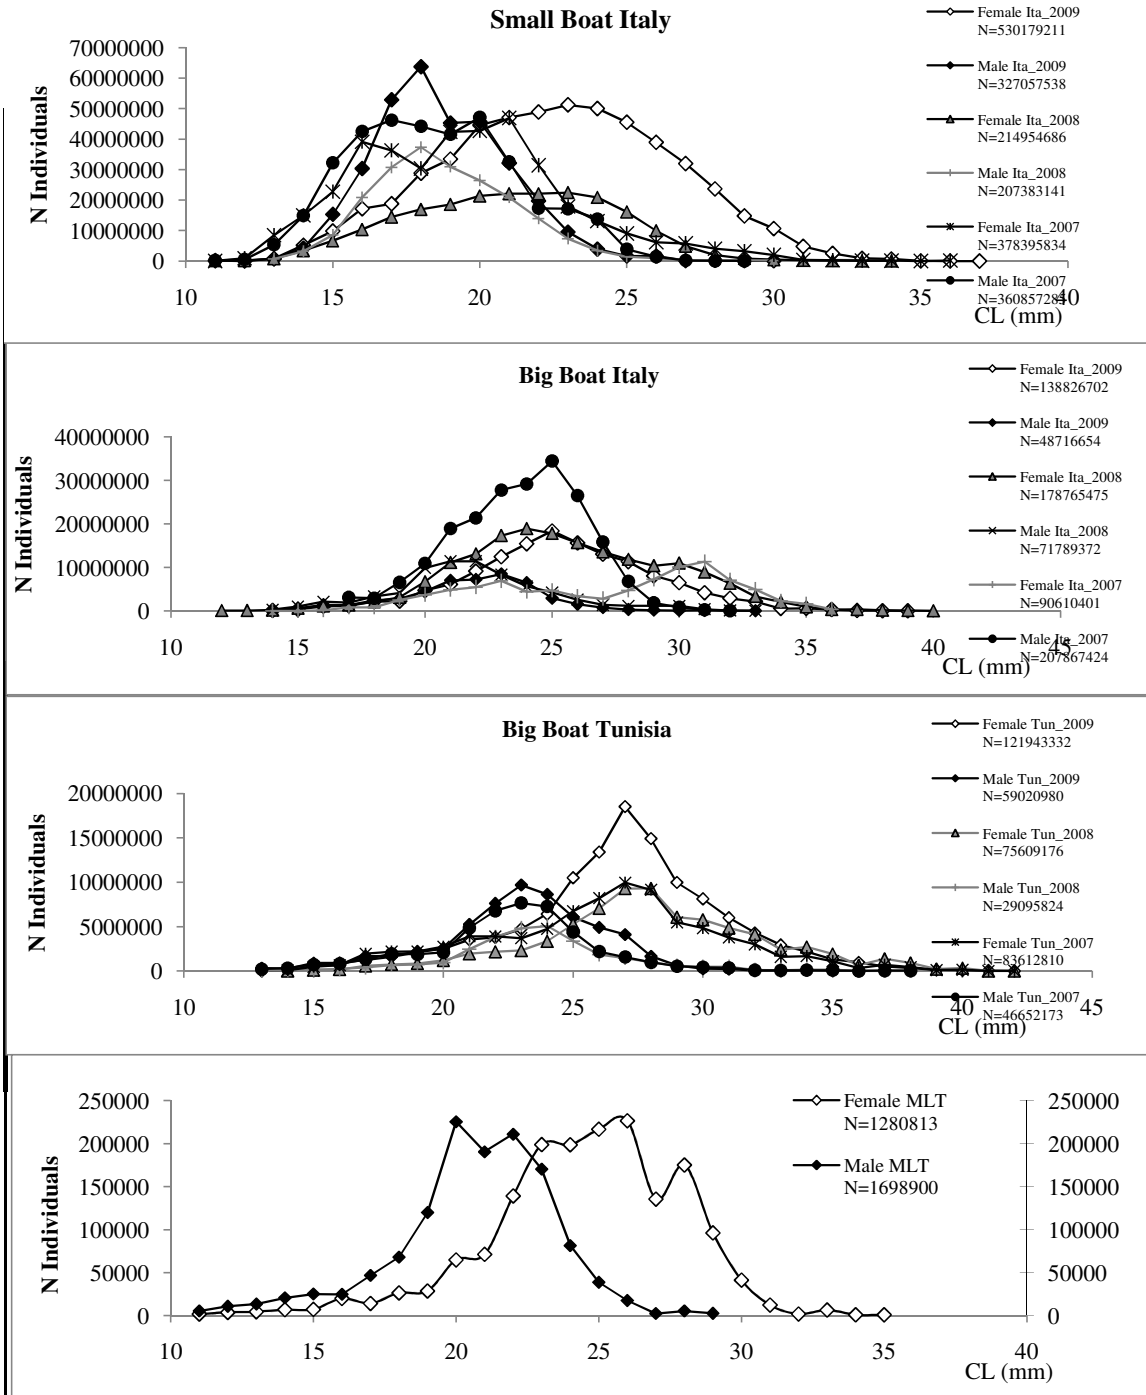 Small Boat Italy
Female Ita_2009
N=530179211
Male Ita_2009
N=327057538
Female Ita_2008
N=214954686
Male Ita_2008
N=207383141
Female Ita_2007
N=378395834
Male Ita_2007
N Individuals
70000000
60000000
50000000
40000000
30000000
20000000
10000000
0
10 15 20 25 30 35 40
CL (mm)
Big Boat Italy
Female Ita_2009
N=138826702
Male Ita_2009
N=48716654
Female Ita_2008
N=178765475
Male Ita_2008
N=71789372
Female Ita_2007
N=90610401
Male Ita_2007
N=207867424
N Individuals
40000000
30000000
20000000
10000000
0
10 15 20 25 30 35 40 45
CL (mm)
Big Boat Tunisia
Female Tun_2009
N=121943332
Male Tun_2009
N=59020980
Female Tun_2008
N=75609176
Male Tun_2008
N=29095824
Female Tun_2007
N=83612810
Male Tun_2007
N=46652173
N Individuals
20000000
15000000
10000000
5000000
0
10 15 20 25 30 35 40 45
CL (mm)
Female MLT
N=1280813
Male MLT
N=1698900
N Individuals
250000 250000
200000 200000
150000 150000
100000 100000
50000 50000
0 0
10 15 20 25 30 35 40
CL (mm)